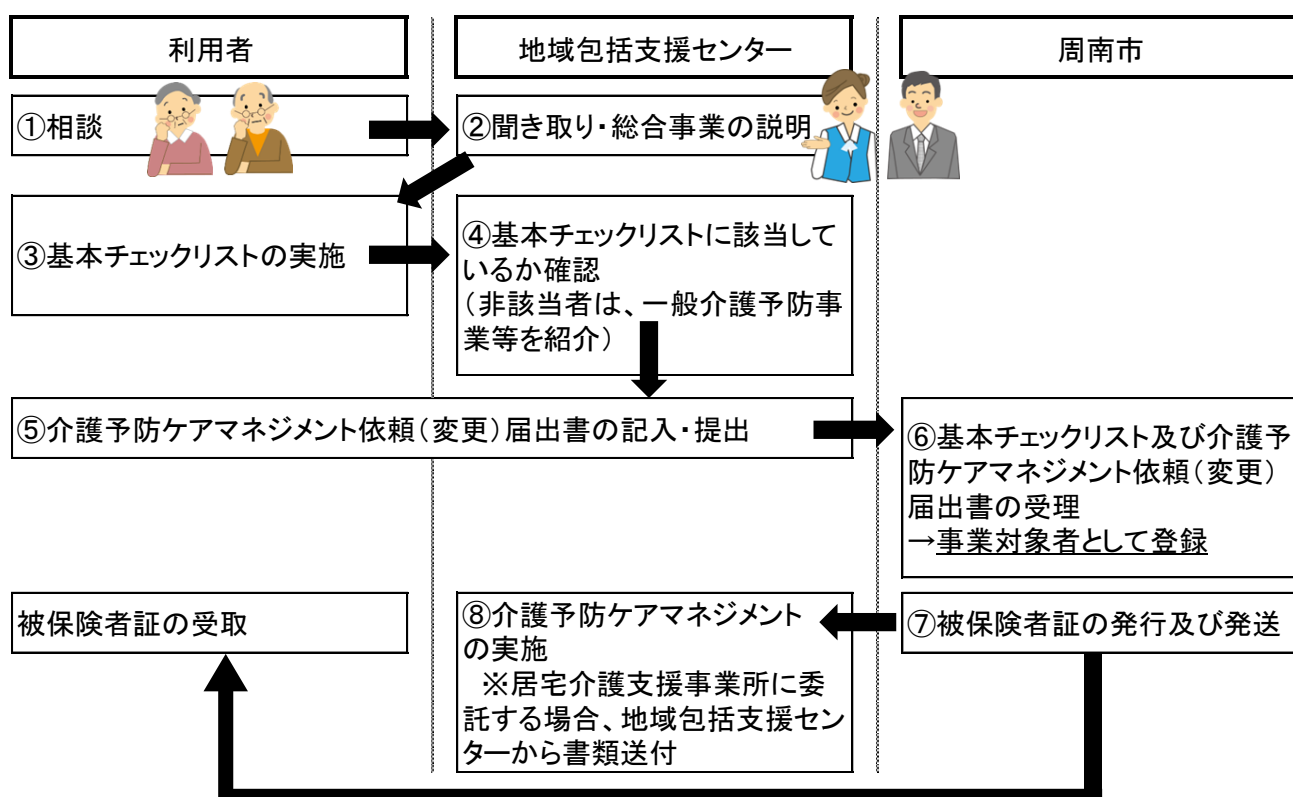 利用者
地域包括支援センター
周南市
①相談
②聞き取り・総合事業の説明
③基本チェックリストの実施
④基本チェックリストに該当して
いるか確認
(非該当者は、一般介護予防事
業等を紹介)
⑤介護予防ケアマネジメント依頼(変更)届出書の記入・提出
⑥基本チェックリスト及び介護予
防ケアマネジメント依頼(変更)
届出書の受理
→事業対象者として登録
被保険者証の受取
⑧介護予防ケアマネジメント
の実施
※居宅介護支援事業所に委
託する場合、地域包括支援セン
ターから書類送付
⑦被保険者証の発行及び発送